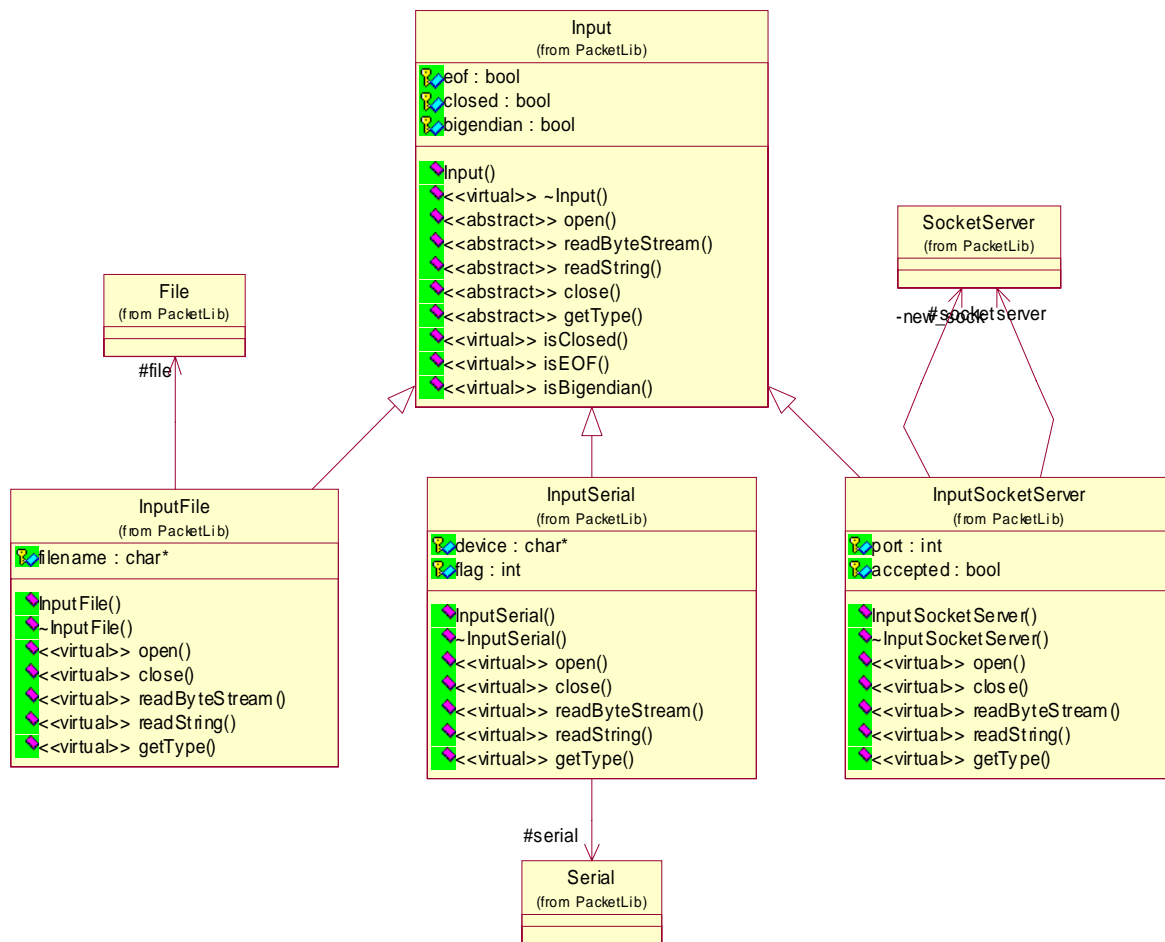 Input
(from PacketLib)
eof : bool
closed : bool
bigendian : bool
Input()
<<virtual>> ~Input()
<<abstract>> open()
<<abstract>> readByteStream()
<<abstract>> readString()
<<abstract>> close()
<<abstract>> getType()
<<virtual>> isClosed()
<<virtual>> isEOF()
<<virtual>> isBigendian()
SocketServer
(from PacketLib)
-new_sock
#socketserver
File
(from PacketLib)
#file
InputFile
(from PacketLib)
filename : char*
InputFile()
~InputFile()
<<virtual>> open()
<<virtual>> close()
<<virtual>> readByteStream()
<<virtual>> readString()
<<virtual>> getType()
InputSerial
(from PacketLib)
device : char*
flag : int
InputSerial()
~InputSerial()
<<virtual>> open()
<<virtual>> close()
<<virtual>> readByteStream()
<<virtual>> readString()
<<virtual>> getType()
InputSocketServer
(from PacketLib)
port : int
accepted : bool
InputSocketServer()
~InputSocketServer()
<<virtual>> open()
<<virtual>> close()
<<virtual>> readByteStream()
<<virtual>> readString()
<<virtual>> getType()
#serial
Serial
(from PacketLib)